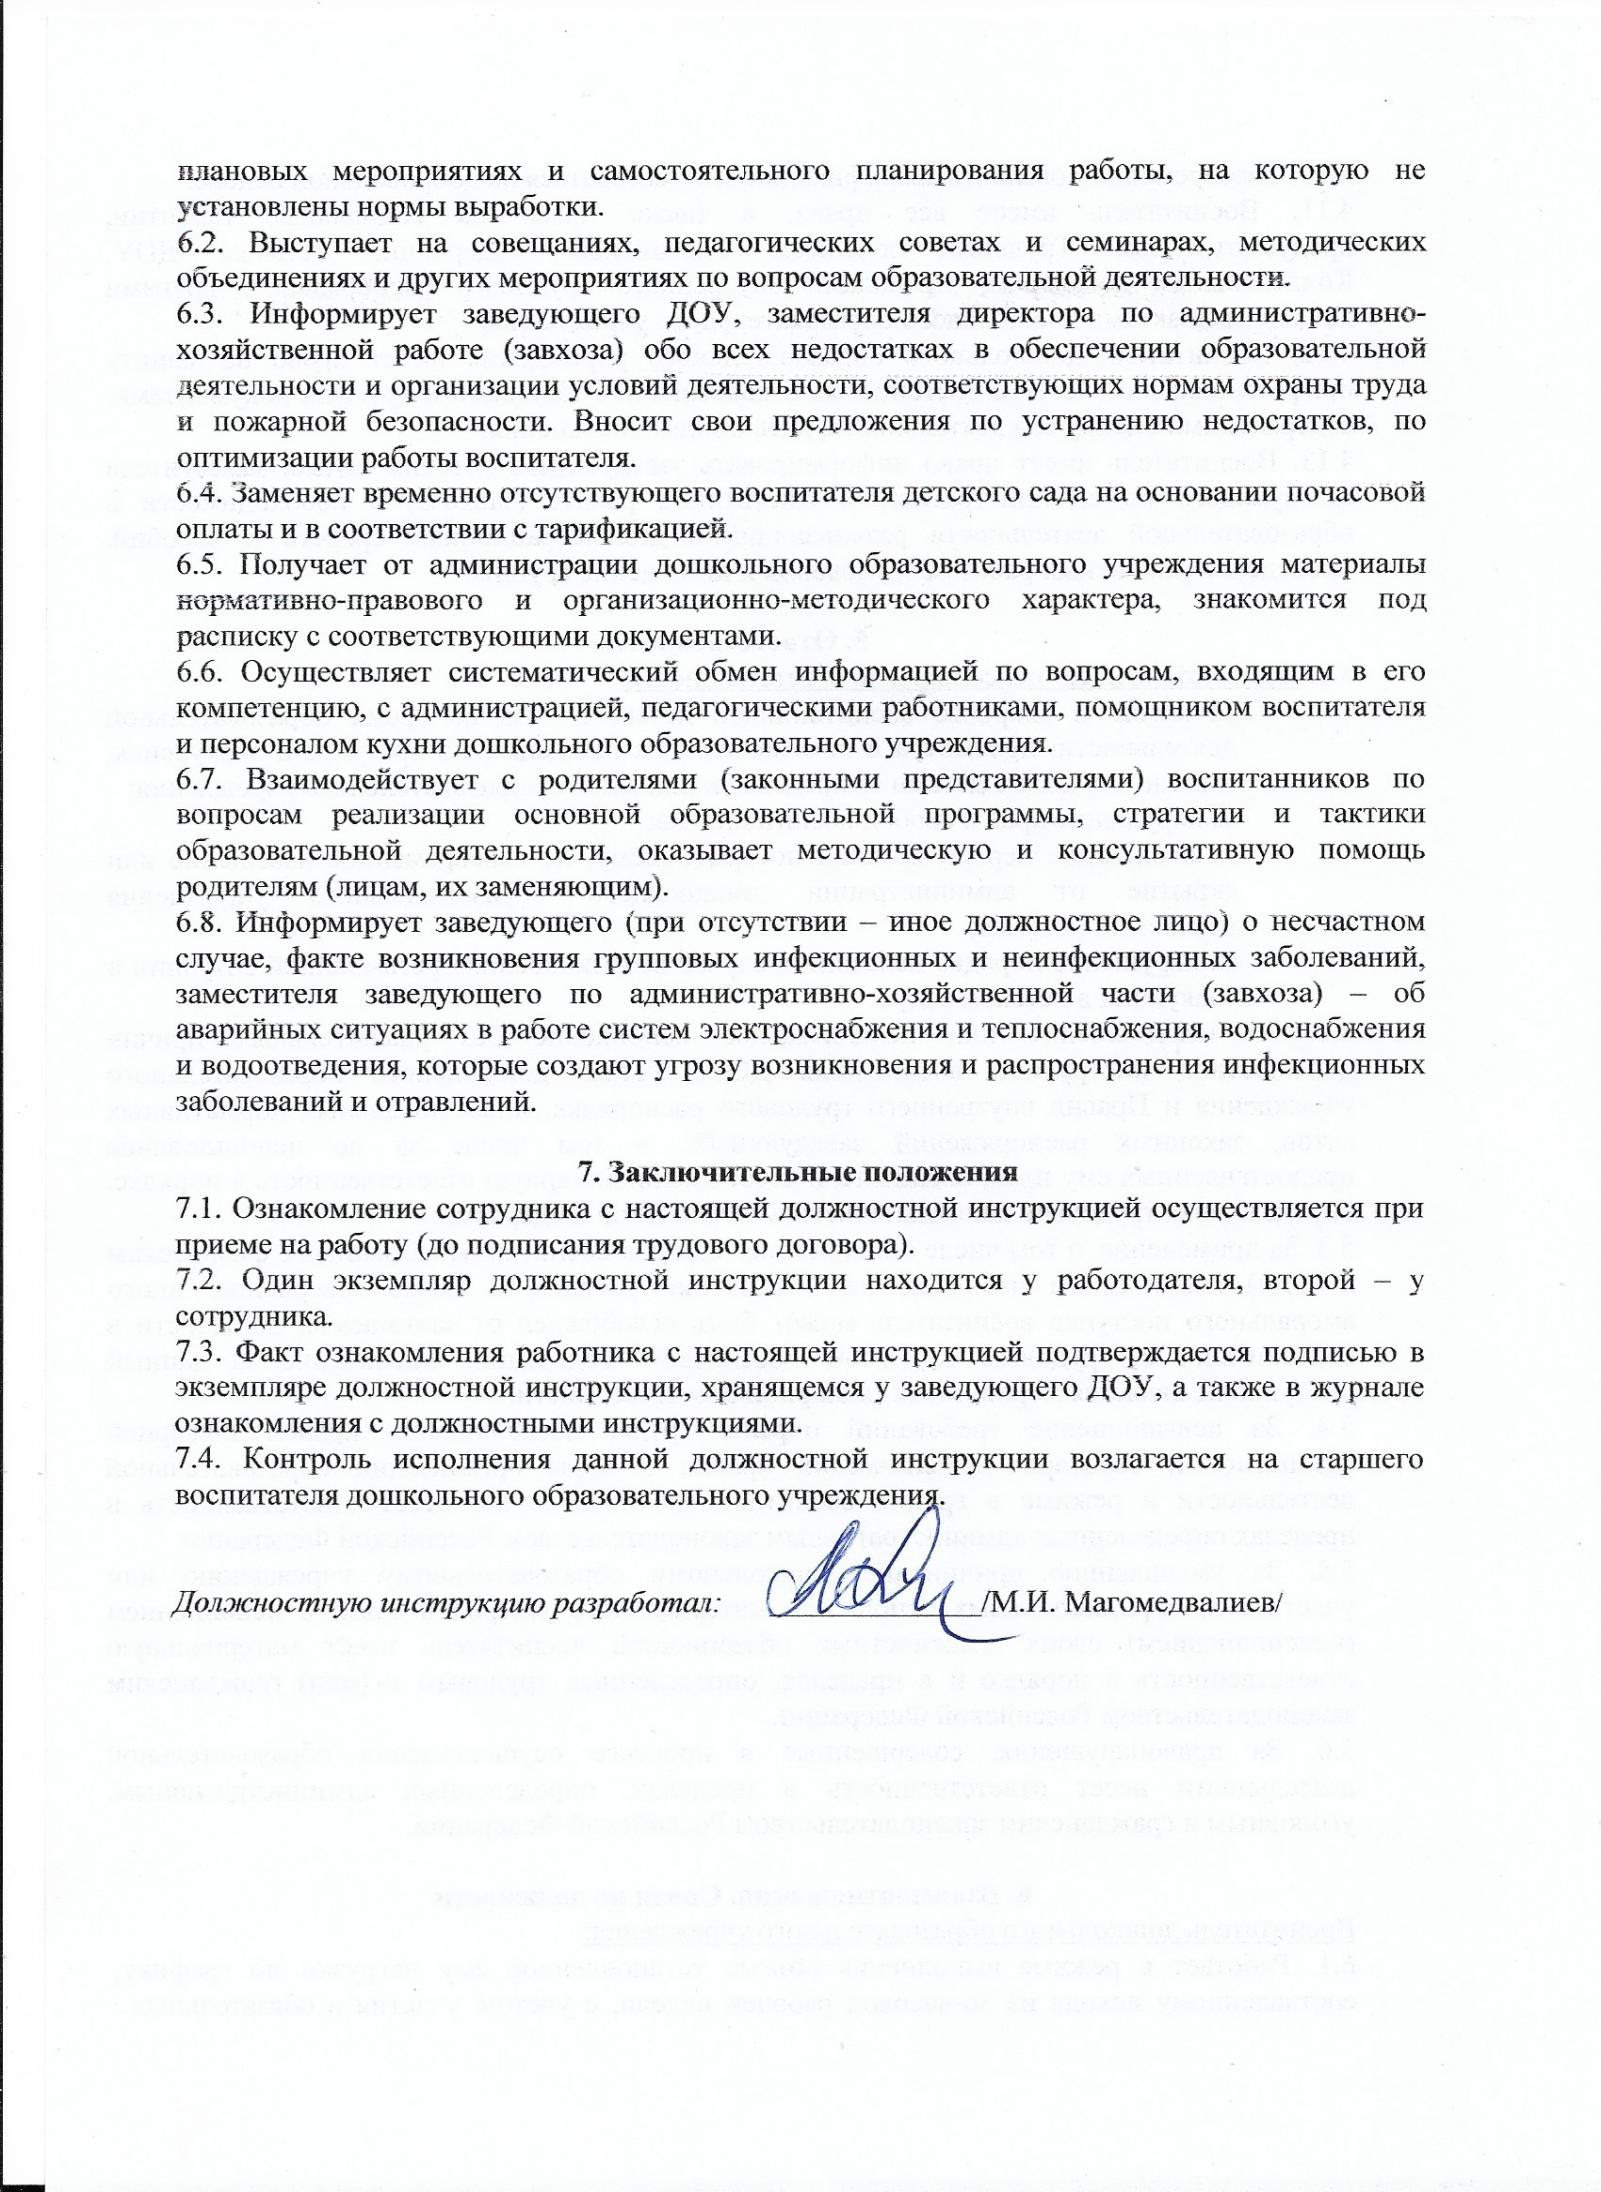 плановых мероприятиях и самостоятельного планирования работы, на которую не
установлены нормы выработки.
6.2. Выступает на совещаниях, педагогических советах и семинарах, методических
объединениях и других мероприятиях по вопросам образовательной деятельности.
6.3. Информирует заведующего ДОУ, заместителя директора по административно-
хозяйственной работе (завхоза) обо всех недостатках в обеспечении образовательной
деятельности и организации условий деятельности, соответствующих нормам охраны труда
и пожарной безопасности. Вносит свои предложения по устранению недостатков, по
оптимизации работы воспитателя.
6.4. Заменяет временно отсутствующего воспитателя детского сада на основании почасовой
оплаты и в соответствии с тарификацией.
6.5. Получает от администрации дошкольного образовательного учреждения материалы
нормативно-правового и организационно-методического характера, знакомится под
расписку с соответствующими документами.
6.6. Осуществляет систематический обмен информацией по вопросам, входящим в его
компетенцию, с администрацией, педагогическими работниками, помощником воспитателя
и персоналом кухни дошкольного образовательного учреждения.
6.7. Взаимодействует с родителями (законными представителями) воспитанников по
вопросам реализации основной образовательной программы, стратегии и тактики
образовательной деятельности, оказывает методическую и консультативную помощь
родителям (лицам, их заменяющим).
6.8. Информирует заведующего (при отсутствии – иное должностное лицо) о несчастном
случае, факте возникновения групповых инфекционных и неинфекционных заболеваний,
заместителя заведующего по административно-хозяйственной части (завхоза) – об
аварийных ситуациях в работе систем электроснабжения и теплоснабжения, водоснабжения
и водоотведения, которые создают угрозу возникновения и распространения инфекционных
заболеваний и отравлений.
7. Заключительные положения
7.1. Ознакомление сотрудника с настоящей должностной инструкцией осуществляется при
приеме на работу (до подписания трудового договора).
7.2. Один экземпляр должностной инструкции находится у работодателя, второй – у
сотрудника.
7.3. Факт ознакомления работника с настоящей инструкцией подтверждается подписью в
экземпляре должностной инструкции, хранящемся у заведующего ДОУ, а также в журнале
ознакомления с должностными инструкциями.
7.4. Контроль исполнения данной должностной инструкции возлагается на старшего
воспитателя дошкольного образовательного учреждения.
Должностную инструкцию разработал: ______________/М.И. Магомедвалиев/